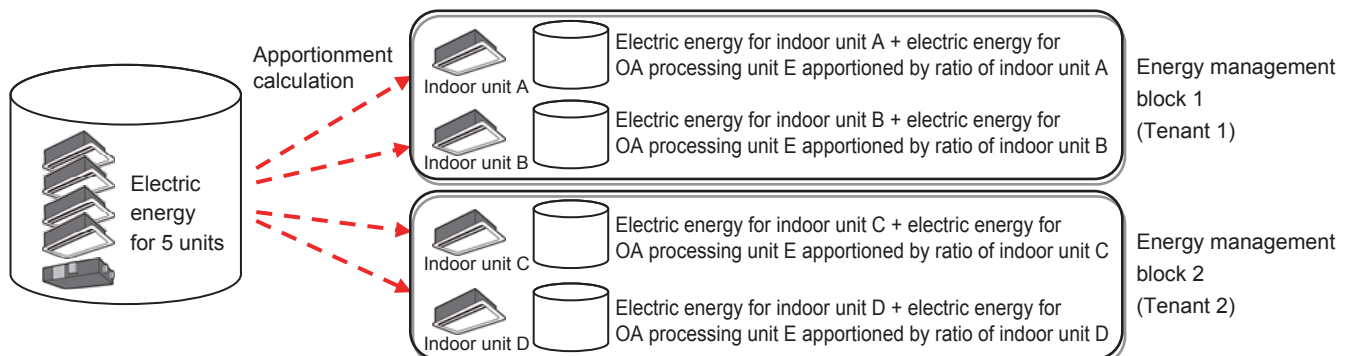 Apportionment
calculation
Electric
energy
for 5 units
Indoor unit A
Electric energy for indoor unit A + electric energy for
OA processing unit E apportioned by ratio of indoor unit A
Indoor unit B
Electric energy for indoor unit B + electric energy for
OA processing unit E apportioned by ratio of indoor unit B
Energy management
block 1
(Tenant 1)
Indoor unit C
Electric energy for indoor unit C + electric energy for
OA processing unit E apportioned by ratio of indoor unit C
Indoor unit D
Electric energy for indoor unit D + electric energy for
OA processing unit E apportioned by ratio of indoor unit D
Energy management
block 2
(Tenant 2)